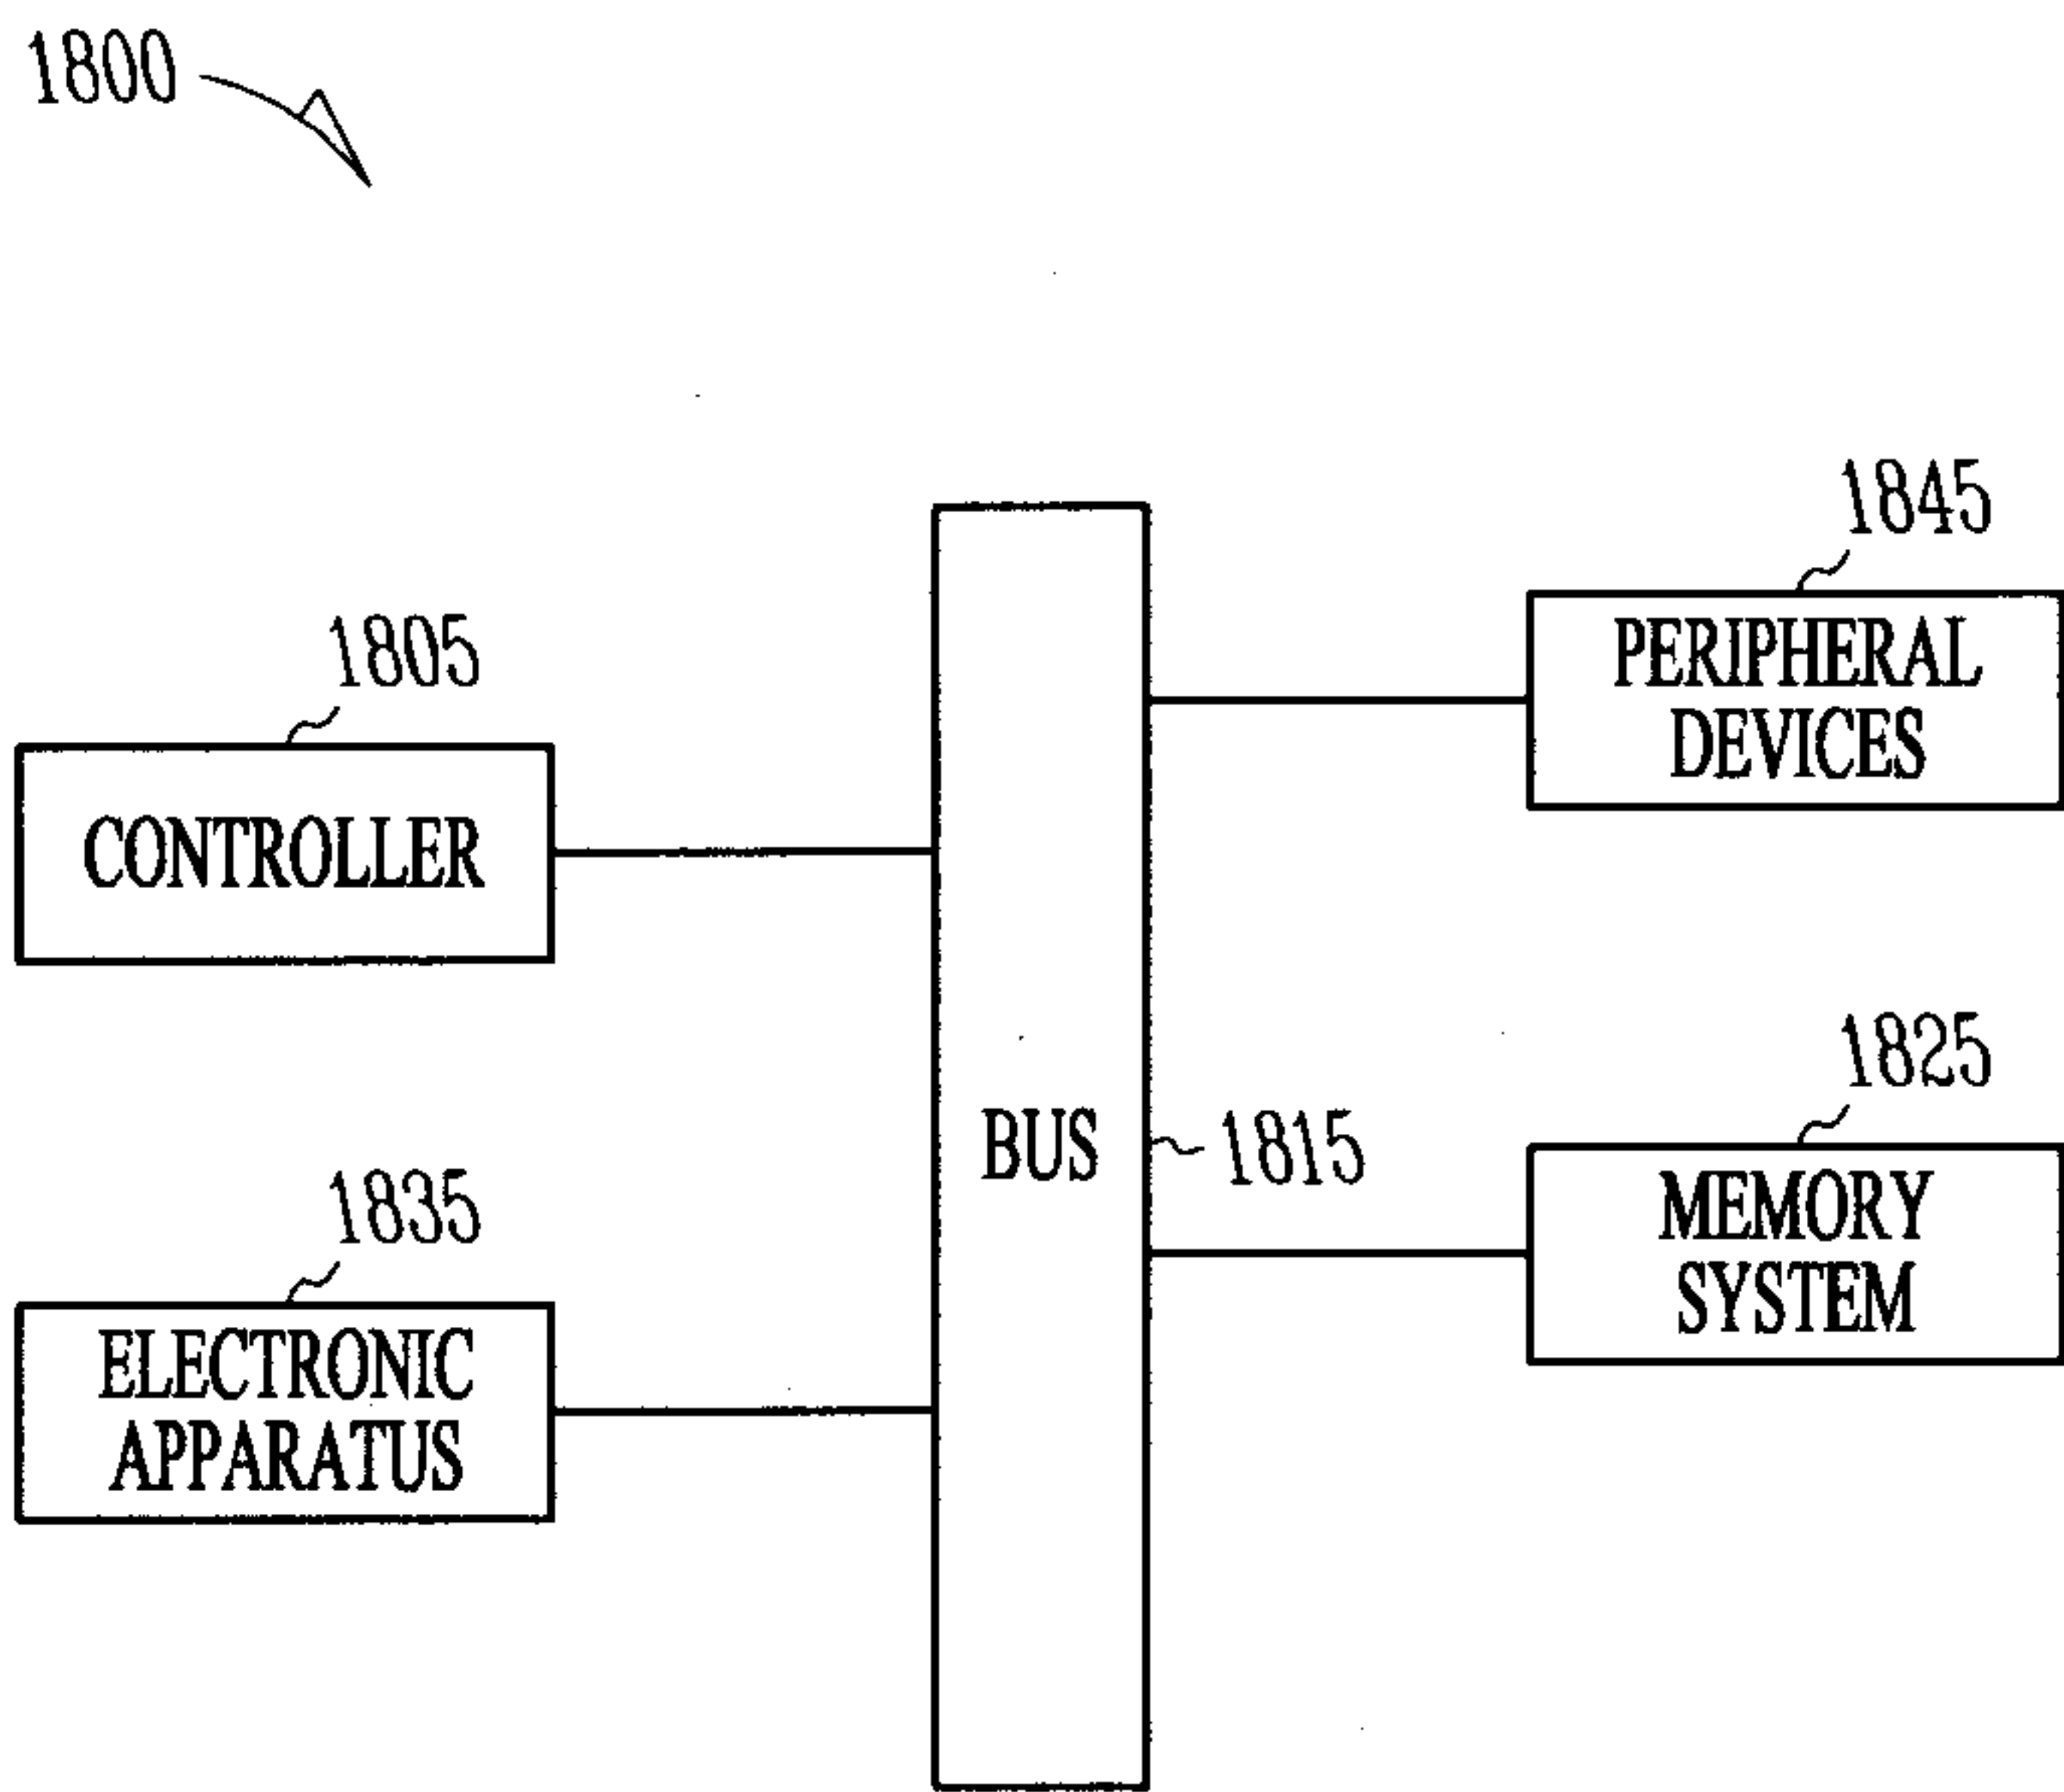 1800
1845
PERIPHERAL
DEVICES
1805
CONTROLLER
1825
MEMORY
SYSTEM
BUS
1815
1835
ELECTRONIC
APPARATUS